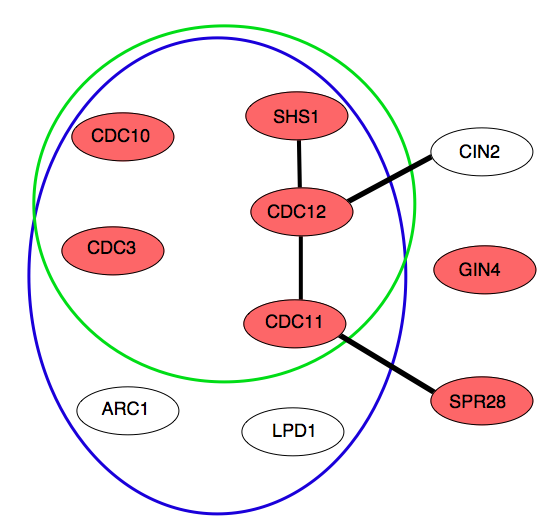 SHS1
CDC10
CIN2
CDC12
CDC3
GIN4
CDC11
SPR28
ARC1
LPD1